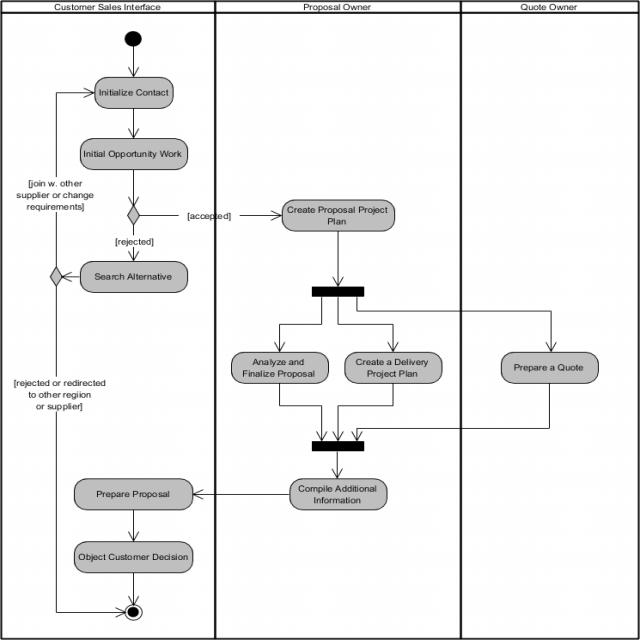 Customer Sales Interface
Proposal Owner
Quote Owner
Initialize Contact
Initial Opportunity Work
[join w. other
supplier or change
requirements]
[accepted]
Create Proposal Project
Plan
[rejected]
Search Alternative
Analyze and
Finalize Proposal
Create a Delivery
Project Plan
Prepare a Quote
[rejected or redirected
to other regiion
or supplier]
Compile Additional
Information
Prepare Proposal
Object Customer Decision